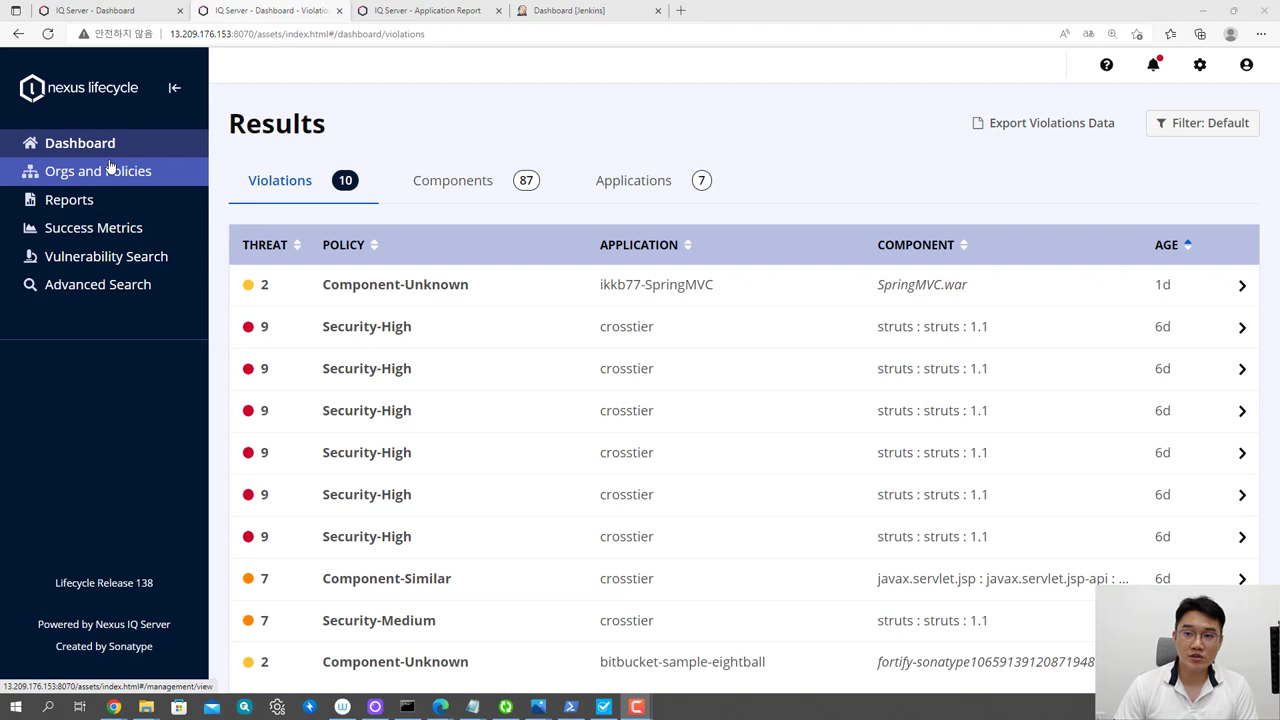 IQ Server - Dashboard
IQ Server - Dashboard - Violation
IQ Server - Application Report
Dashboard [Jenkins]
안전하지 않음
13.209.176.153:8070/assets/index.html#/dashboard/violations
nexus lifecycle
Dashboard
Orgs and Policies
Reports
Success Metrics
Vulnerability Search
Advanced Search
Lifecycle Release 138
Powered by Nexus IQ Server
Created by Sonatype
13.209.176.153:8070/assets/index.html#/management/view
Results
Export Violations Data
Filter: Default
Violations 10
Components 87
Applications 7
THREAT POLICY APPLICATION COMPONENT AGE
2 Component-Unknown ikkb77-SpringMVC SpringMVC.war 1d
9 Security-High crosstier struts : struts : 1.1 6d
9 Security-High crosstier struts : struts : 1.1 6d
9 Security-High crosstier struts : struts : 1.1 6d
9 Security-High crosstier struts : struts : 1.1 6d
9 Security-High crosstier struts : struts : 1.1 6d
9 Security-High crosstier struts : struts : 1.1 6d
7 Component-Similar crosstier javax.servlet.jsp : javax.servlet.jsp-api : ... 6d
7 Security-Medium crosstier struts : struts : 1.1
2 Component-Unknown bitbucket-sample-eightball fortify-sonatype10659139120871948